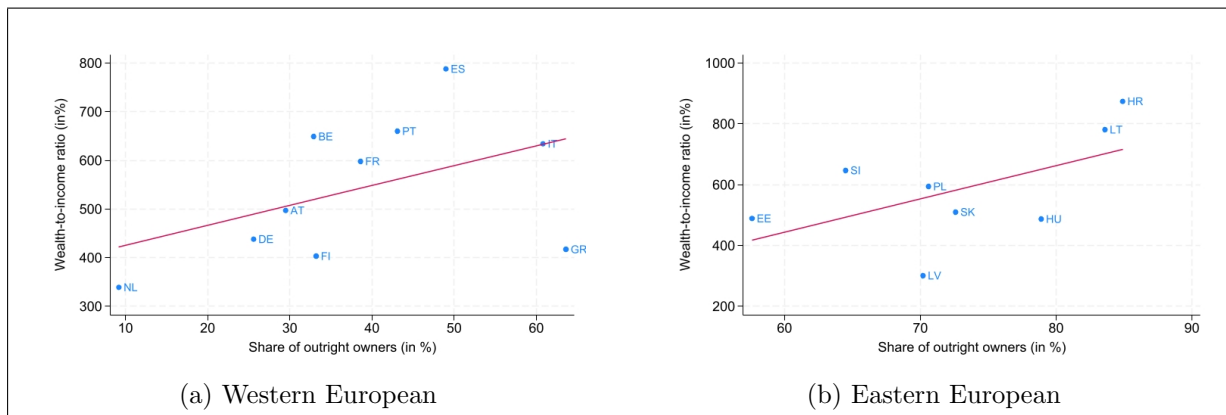 Wealth-to-income ratio (in%)
800
700
600
500
400
300
10
20
30
40
50
60
Share of outright owners (in %)
ES
PT
BE
IT
FR
AT
DE
GR
FI
NL
(a) Western European
Wealth-to-income ratio (in%)
1000
800
600
400
200
60
70
80
90
Share of outright owners (in %)
HR
LT
SI
PL
SK
EE
HU
LV
(b) Eastern European